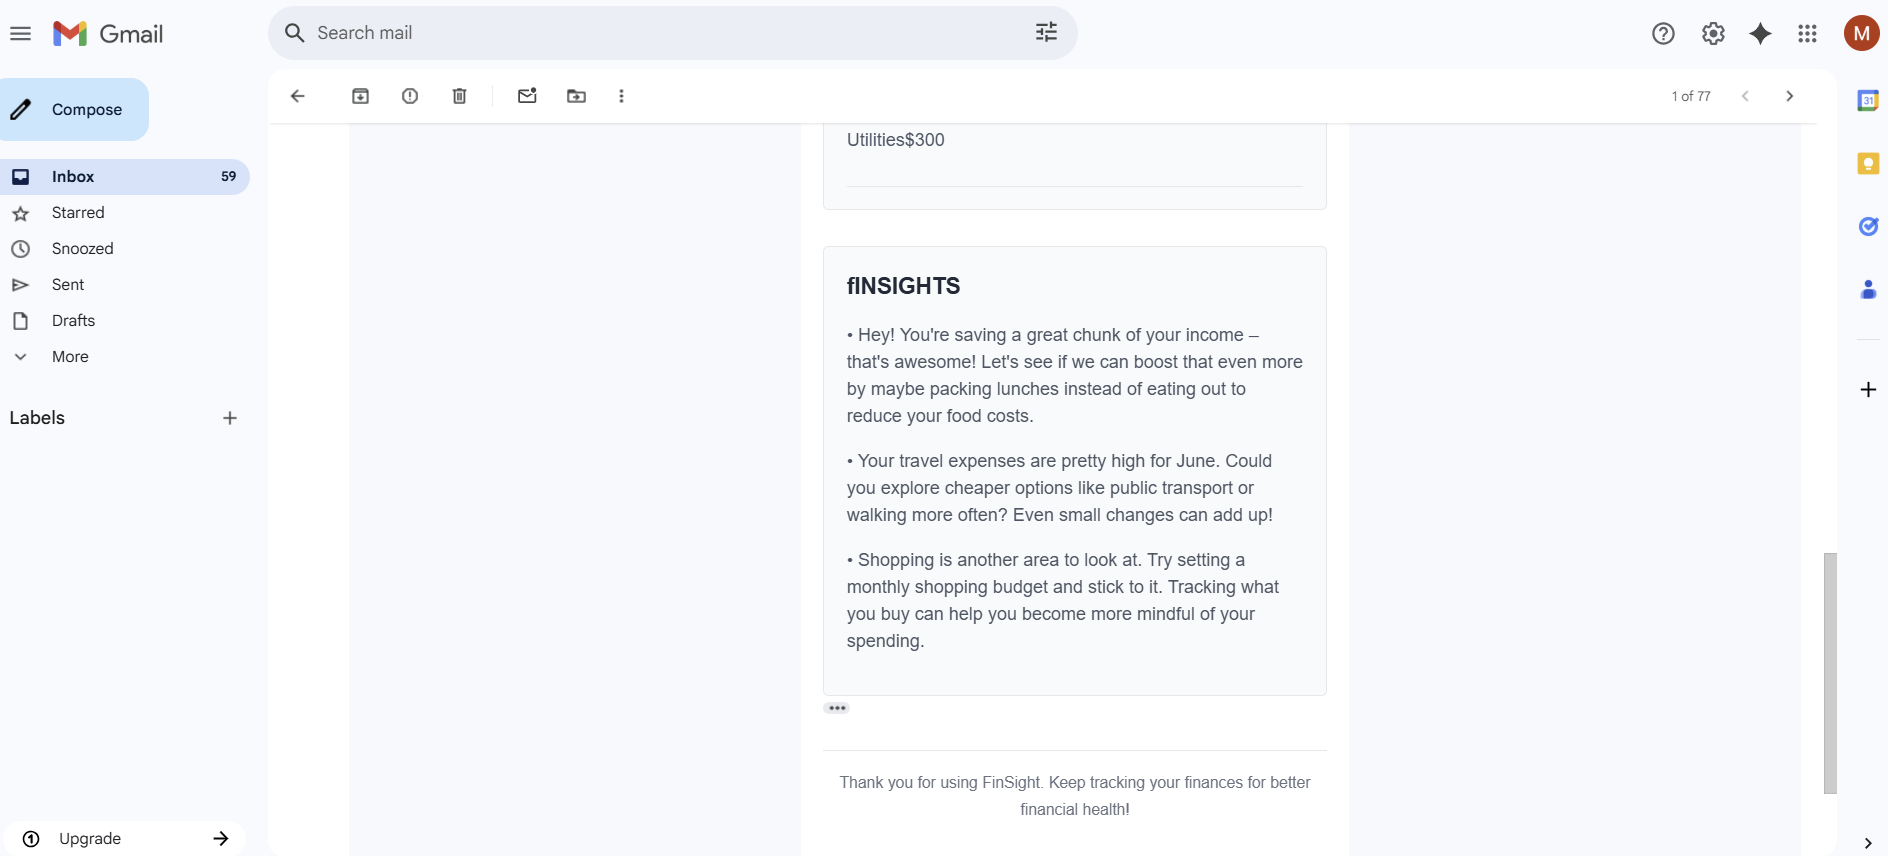 Gmail
Search mail
M
Compose
1 of 77
31
Inbox 59
Starred
Snoozed
Sent
Drafts
More
Labels
Upgrade
Utilities$300
fINSIGHTS
• Hey! You're saving a great chunk of your income –
that's awesome! Let's see if we can boost that even more
by maybe packing lunches instead of eating out to
reduce your food costs.
• Your travel expenses are pretty high for June. Could
you explore cheaper options like public transport or
walking more often? Even small changes can add up!
• Shopping is another area to look at. Try setting a
monthly shopping budget and stick to it. Tracking what
you buy can help you become more mindful of your
spending.
Thank you for using FinSight. Keep tracking your finances for better
financial health!